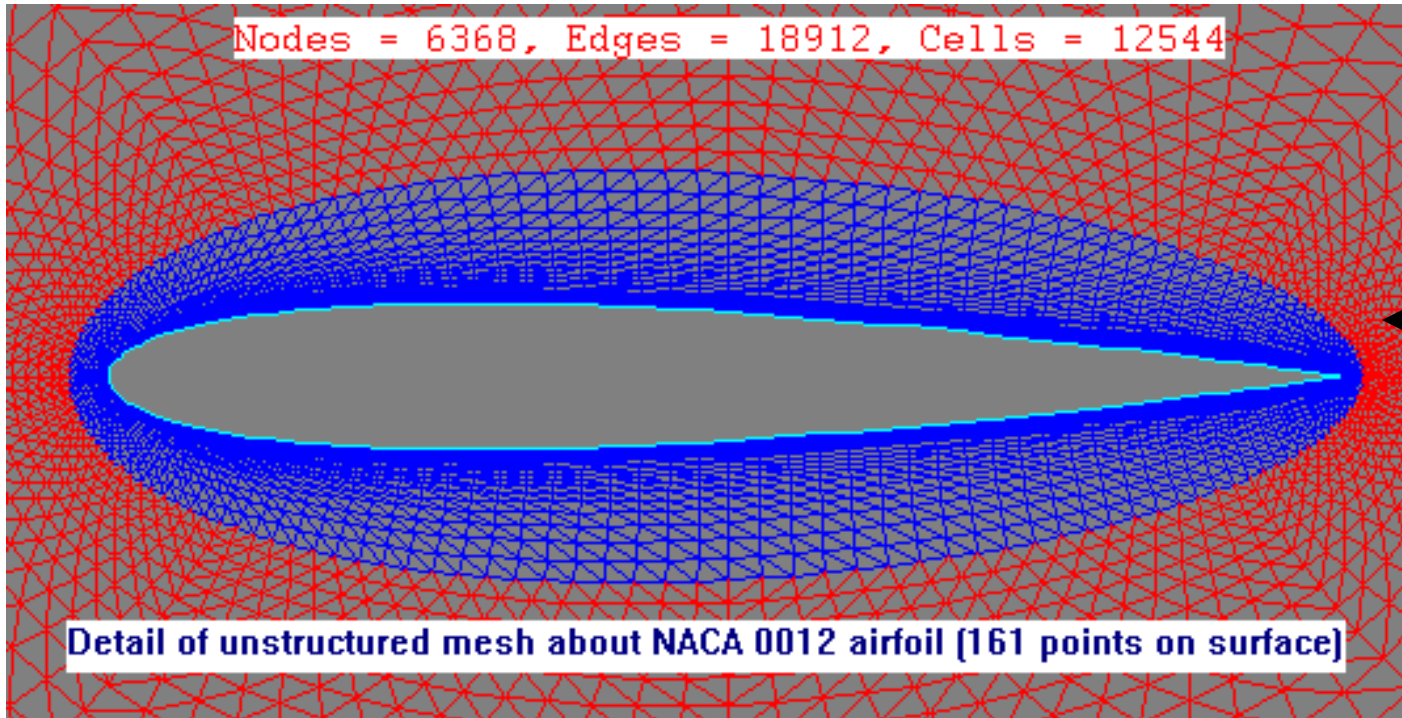 Nodes = 6368, Edges = 18912, Cells = 12544
Detail of unstructured mesh about NACA 0012 airfoil (161 points on surface)